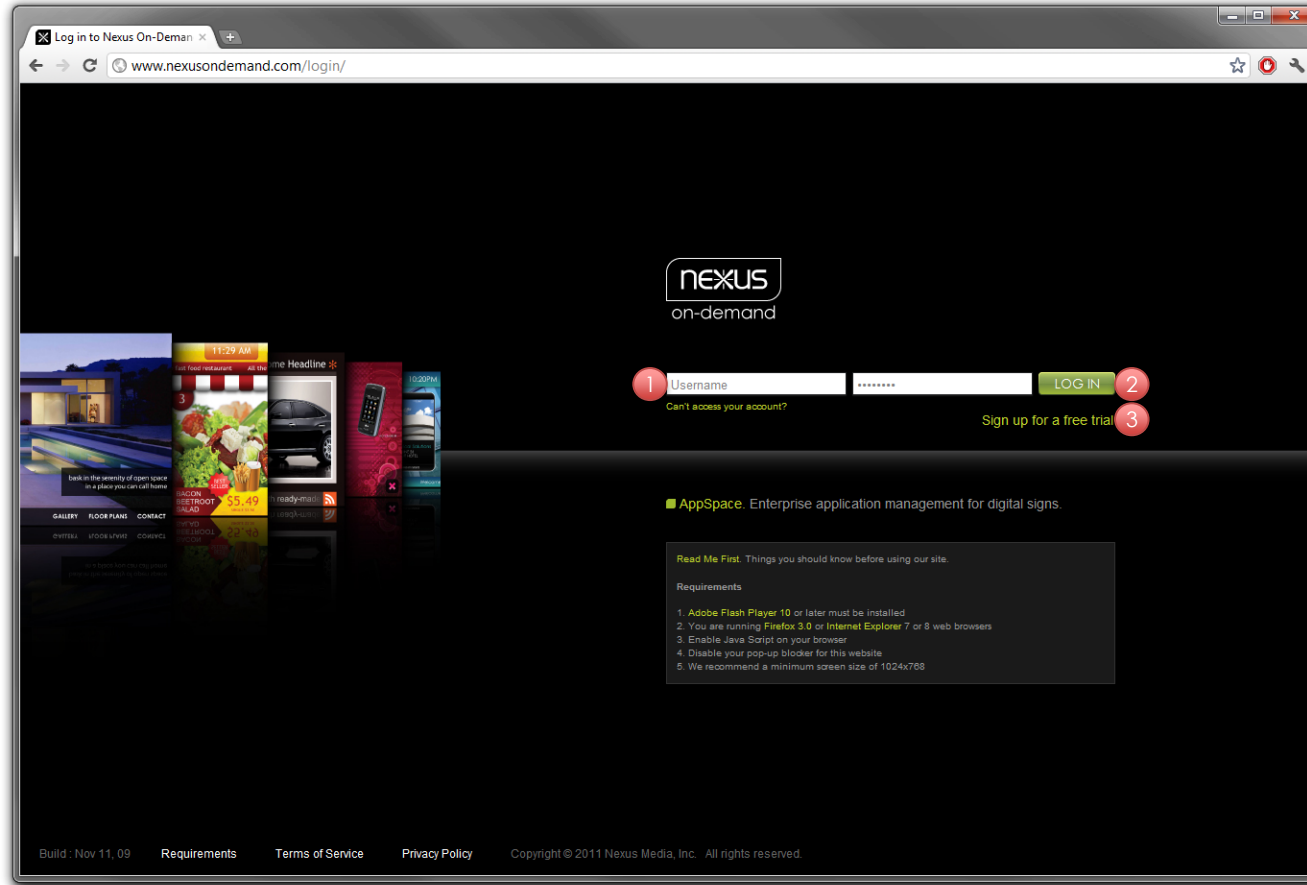 Log in to Nexus On-Deman
www.nexusondemand.com/login/
nexus
on-demand
1 Username •••••••• LOG IN 2
Can't access your account?
Sign up for a free trial 3
11:29 AM
fast food restaurant All the
3
BEST SELLER
BACON
BEETROOT
SALAD
$5.49
me Headline
h ready-mad
10:20PM
bask in the serenity of open space
in a place you can call home
GALLERY FLOOR PLANS CONTACT
AppSpace. Enterprise application management for digital signs.
Read Me First. Things you should know before using our site.
Requirements
1. Adobe Flash Player 10 or later must be installed
2. You are running Firefox 3.0 or Internet Explorer 7 or 8 web browsers
3. Enable Java Script on your browser
4. Disable your pop-up blocker for this website
5. We recommend a minimum screen size of 1024x768
Build : Nov 11, 09 Requirements Terms of Service Privacy Policy Copyright © 2011 Nexus Media, Inc. All rights reserved.